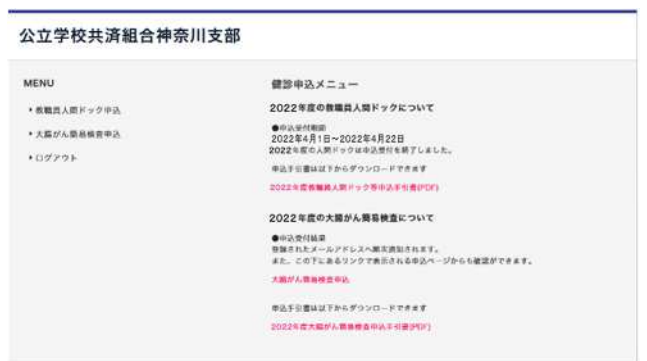 公立学校共済組合神奈川支部
MENU
教職員人間ドック申込
大腸がん簡易検査申込
ログアウト
健診申込メニュー
2022年度の教職員人間ドックについて
●申込受付期間
2022年4月1日~2022年4月22日
2022年度の人間ドックは申込受付を終了しました。
申込手引書は以下からダウンロードできます
2022年度教職員人間ドック等申込手引書(PDF)
2022年度の大腸がん簡易検査について
●申込受付結果
登録されたメールアドレスへ順次通知されます。
また、この下にあるリンクで表示される申込ページからも確認ができます。
大腸がん簡易検査申込
申込手引書は以下からダウンロードできます
2022年度大腸がん簡易検査申込手引書(PDF)